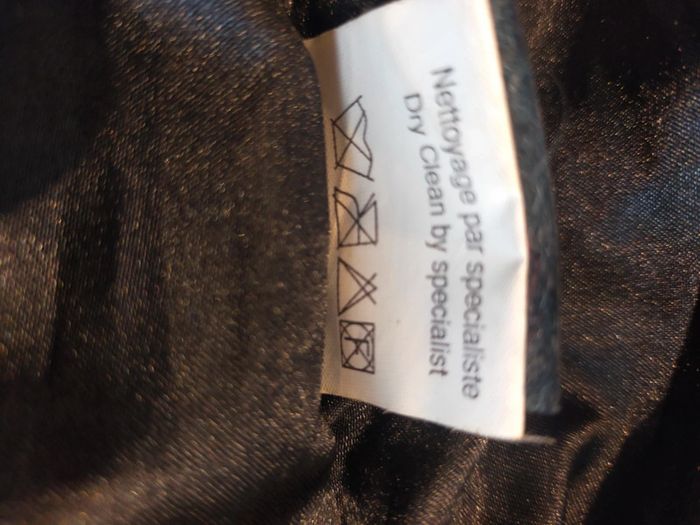 Nettoyage par specialiste
Dry Clean by specialist